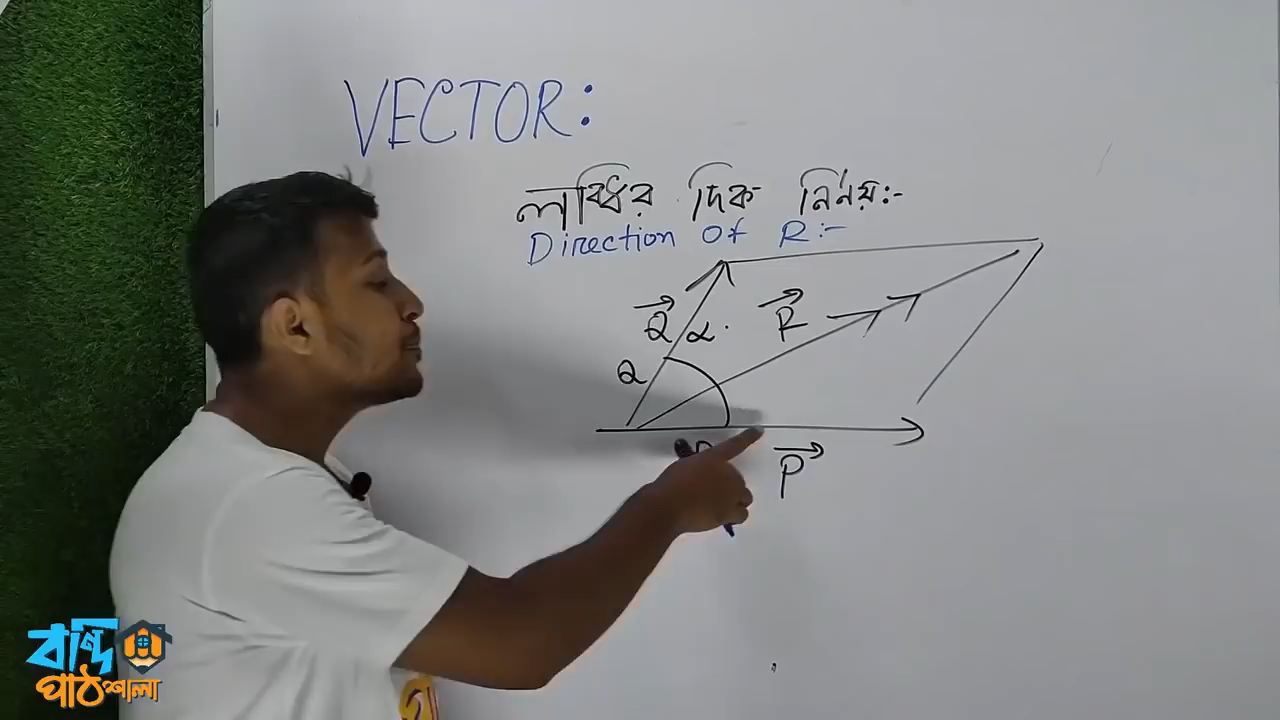 VECTOR:
লব্ধির দিক নির্ণয়:-
Direction Of R:-
Q α. R
Q
P
বন্দি
পাঠশালা